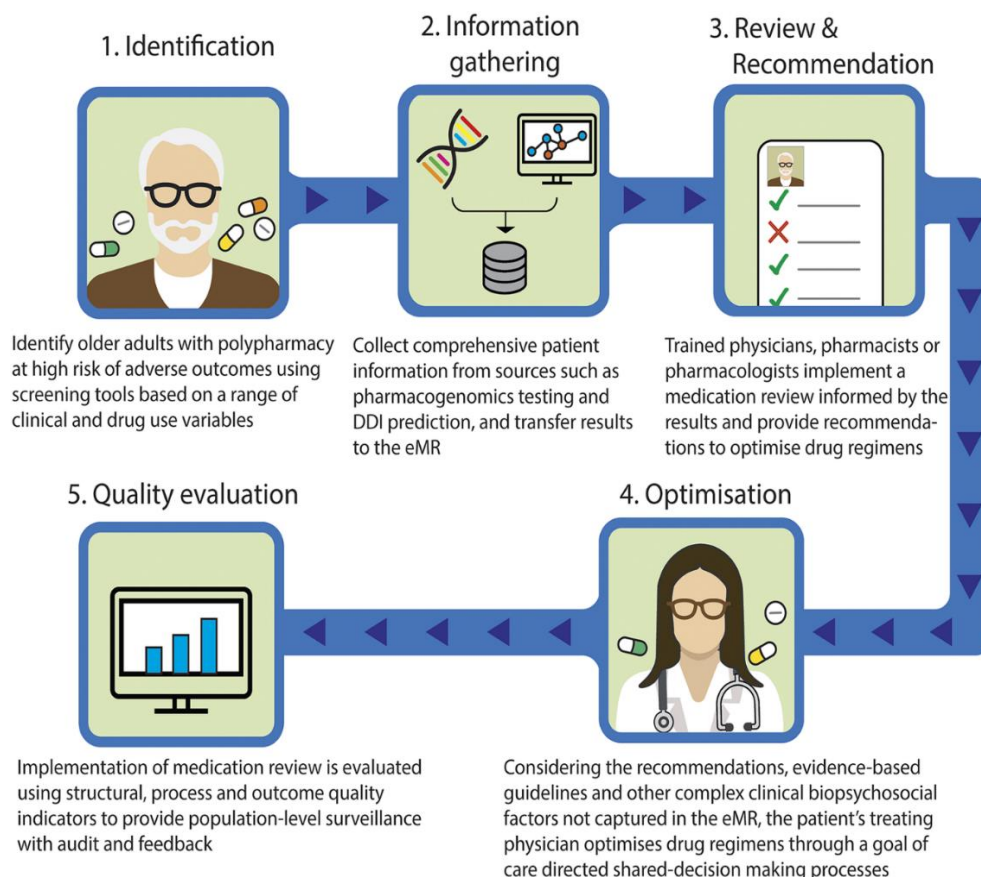 1. Identification
Identify older adults with polypharmacy
at high risk of adverse outcomes using
screening tools based on a range of
clinical and drug use variables
2. Information
gathering
Collect comprehensive patient
information from sources such as
pharmacogenomics testing and
DDI prediction, and transfer results
to the eMR
3. Review &
Recommendation
Trained physicians, pharmacists or
pharmacologists implement a
medication review informed by the
results and provide recommenda-
tions to optimise drug regimens
4. Optimisation
Considering the recommendations, evidence-based
guidelines and other complex clinical biopsychosocial
factors not captured in the eMR, the patient's treating
physician optimises drug regimens through a goal of
care directed shared-decision making processes
5. Quality evaluation
Implementation of medication review is evaluated
using structural, process and outcome quality
indicators to provide population-level surveillance
with audit and feedback